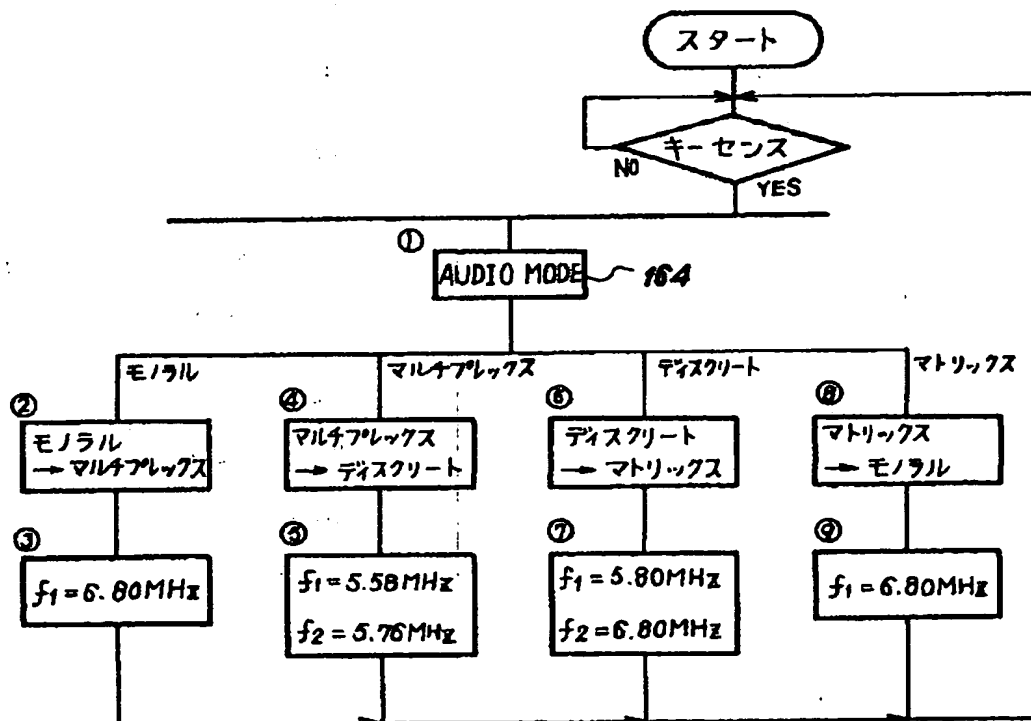 スタート
キーセンス
NO
YES
①
AUDIO MODE
164
モノラル
マルチプレックス
ディスクリート
マトリックス
②
モノラル
→ マルチプレックス
④
マルチプレックス
→ ディスクリート
⑥
ディスクリート
→ マトリックス
⑧
マトリックス
→ モノラル
③
f1=6.80MHz
⑤
f1=5.58MHz
f2=5.76MHz
⑦
f1=5.80MHz
f2=6.80MHz
⑨
f1=6.80MHz